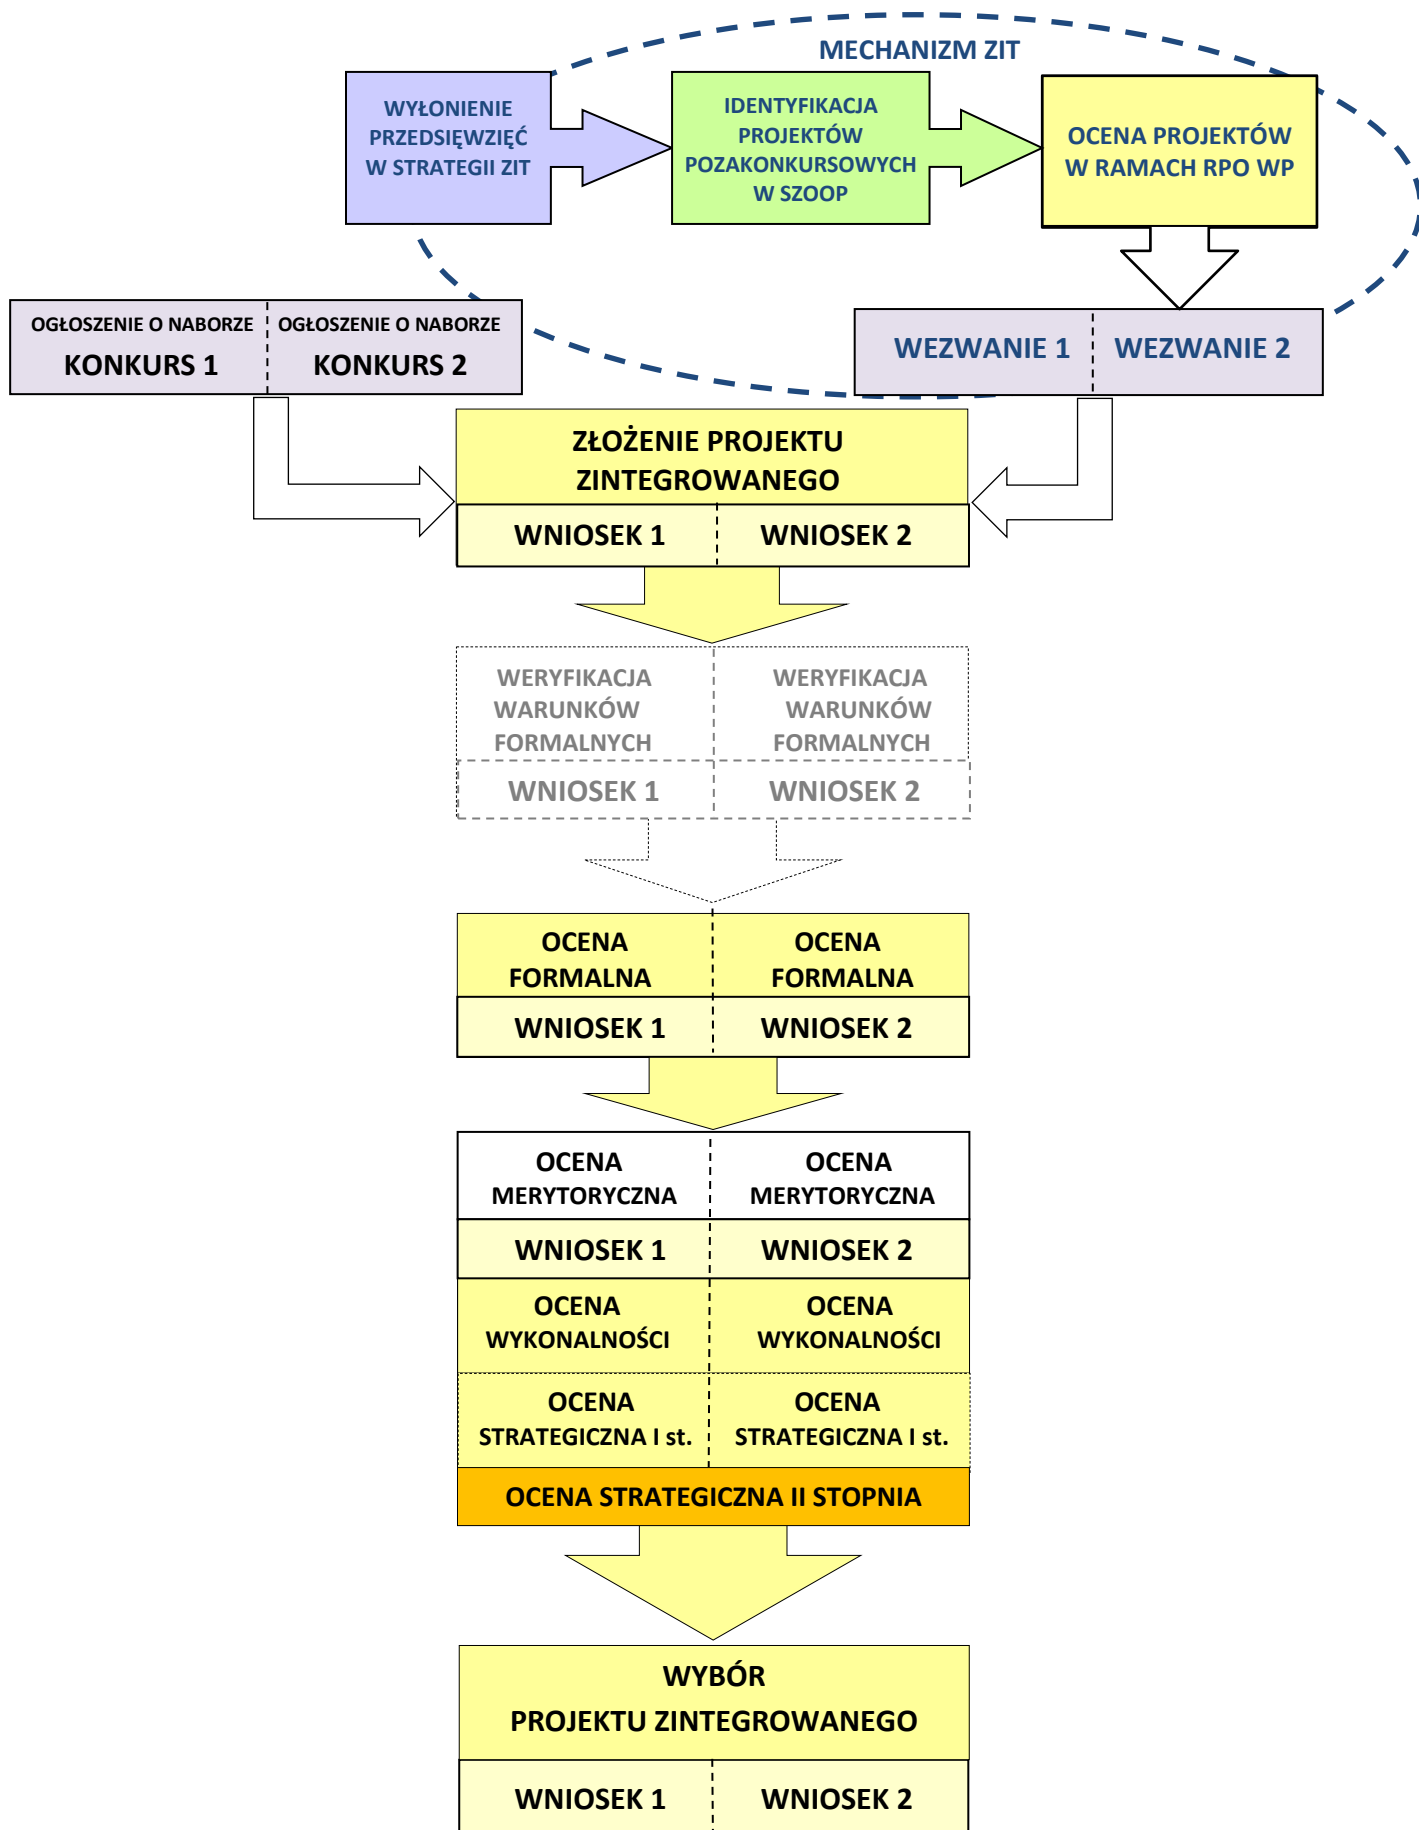 MECHANIZM ZIT
WYŁONIENIE
PRZEDSIĘWZIĘĆ
W STRATEGII ZIT
IDENTYFIKACJA
PROJEKTÓW
POZAKONKURSOWYCH
W SZOOP
OCENA PROJEKTÓW
W RAMACH RPO WP
OGŁOSZENIE O NABORZE
KONKURS 1
OGŁOSZENIE O NABORZE
KONKURS 2
WEZWANIE 1
WEZWANIE 2
ZŁOŻENIE PROJEKTU
ZINTEGROWANEGO
WNIOSEK 1
WNIOSEK 2
WERYFIKACJA
WARUNKÓW
FORMALNYCH
WERYFIKACJA
WARUNKÓW
FORMALNYCH
WNIOSEK 1
WNIOSEK 2
OCENA
FORMALNA
OCENA
FORMALNA
WNIOSEK 1
WNIOSEK 2
OCENA
MERYTORYCZNA
OCENA
MERYTORYCZNA
WNIOSEK 1
WNIOSEK 2
OCENA
WYKONALNOŚCI
OCENA
WYKONALNOŚCI
OCENA
STRATEGICZNA I st.
OCENA
STRATEGICZNA I st.
OCENA STRATEGICZNA II STOPNIA
WYBÓR
PROJEKTU ZINTEGROWANEGO
WNIOSEK 1
WNIOSEK 2